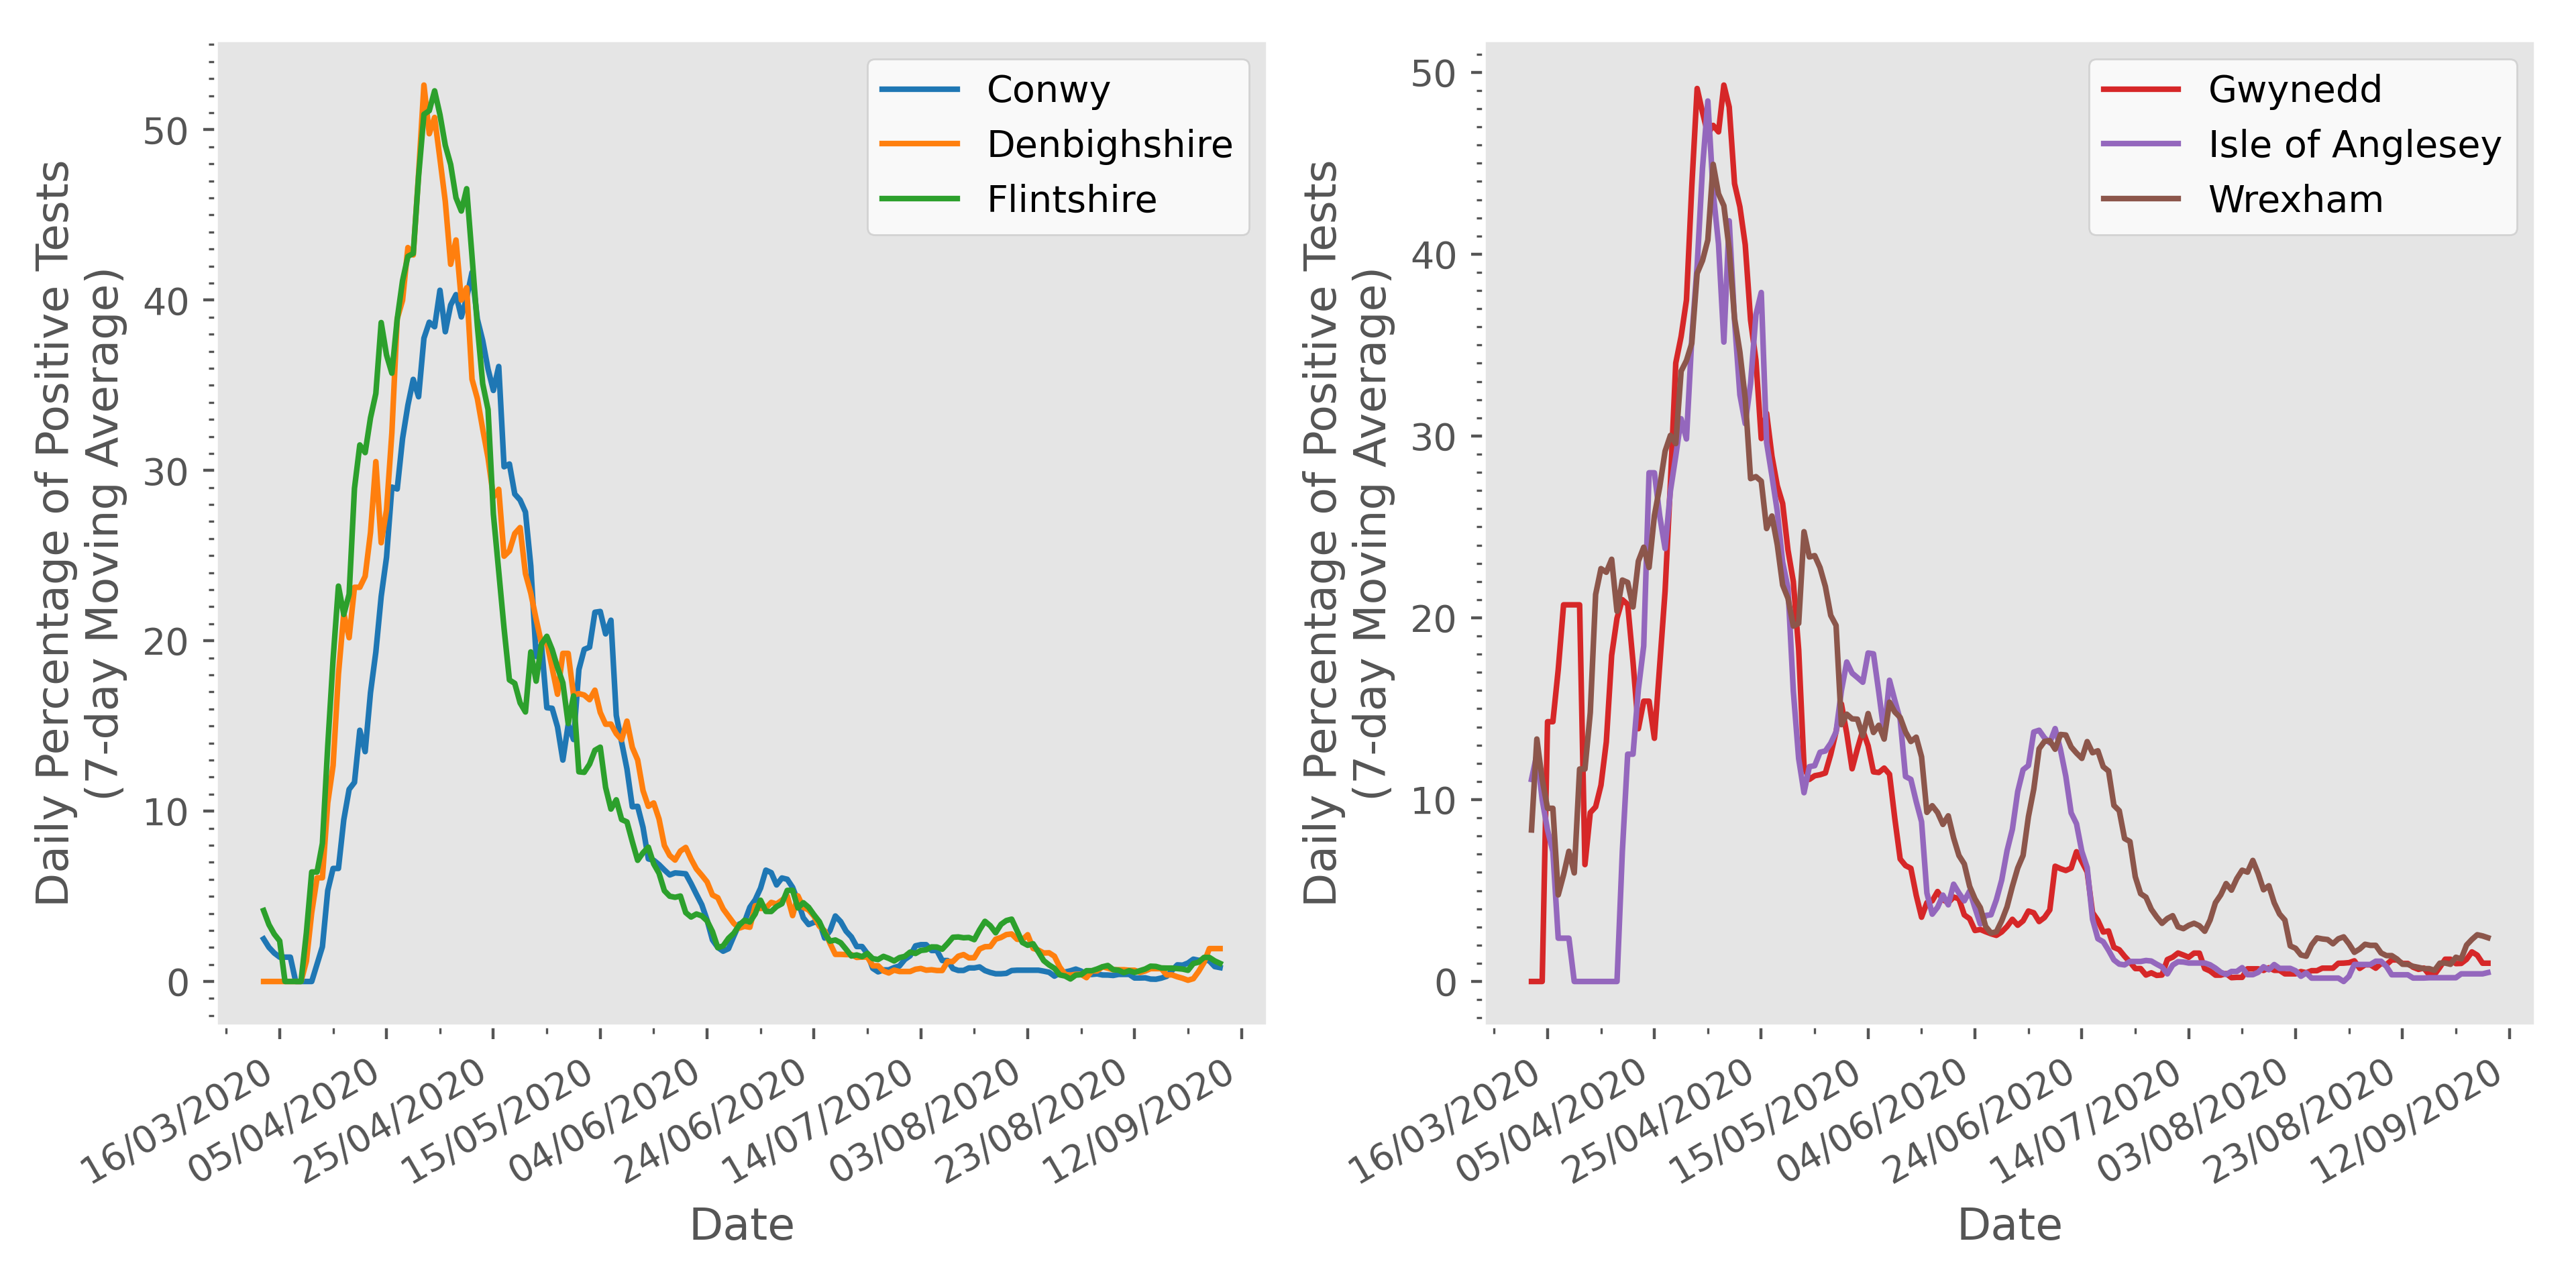 Daily Percentage of Positive Tests
(7-day Moving Average)
50
40
30
20
10
0
Conwy
Denbighshire
Flintshire
16/03/2020
05/04/2020
25/04/2020
15/05/2020
04/06/2020
24/06/2020
14/07/2020
03/08/2020
23/08/2020
12/09/2020
Date
Daily Percentage of Positive Tests
(7-day Moving Average)
50
40
30
20
10
0
Gwynedd
Isle of Anglesey
Wrexham
16/03/2020
05/04/2020
25/04/2020
15/05/2020
04/06/2020
24/06/2020
14/07/2020
03/08/2020
23/08/2020
12/09/2020
Date